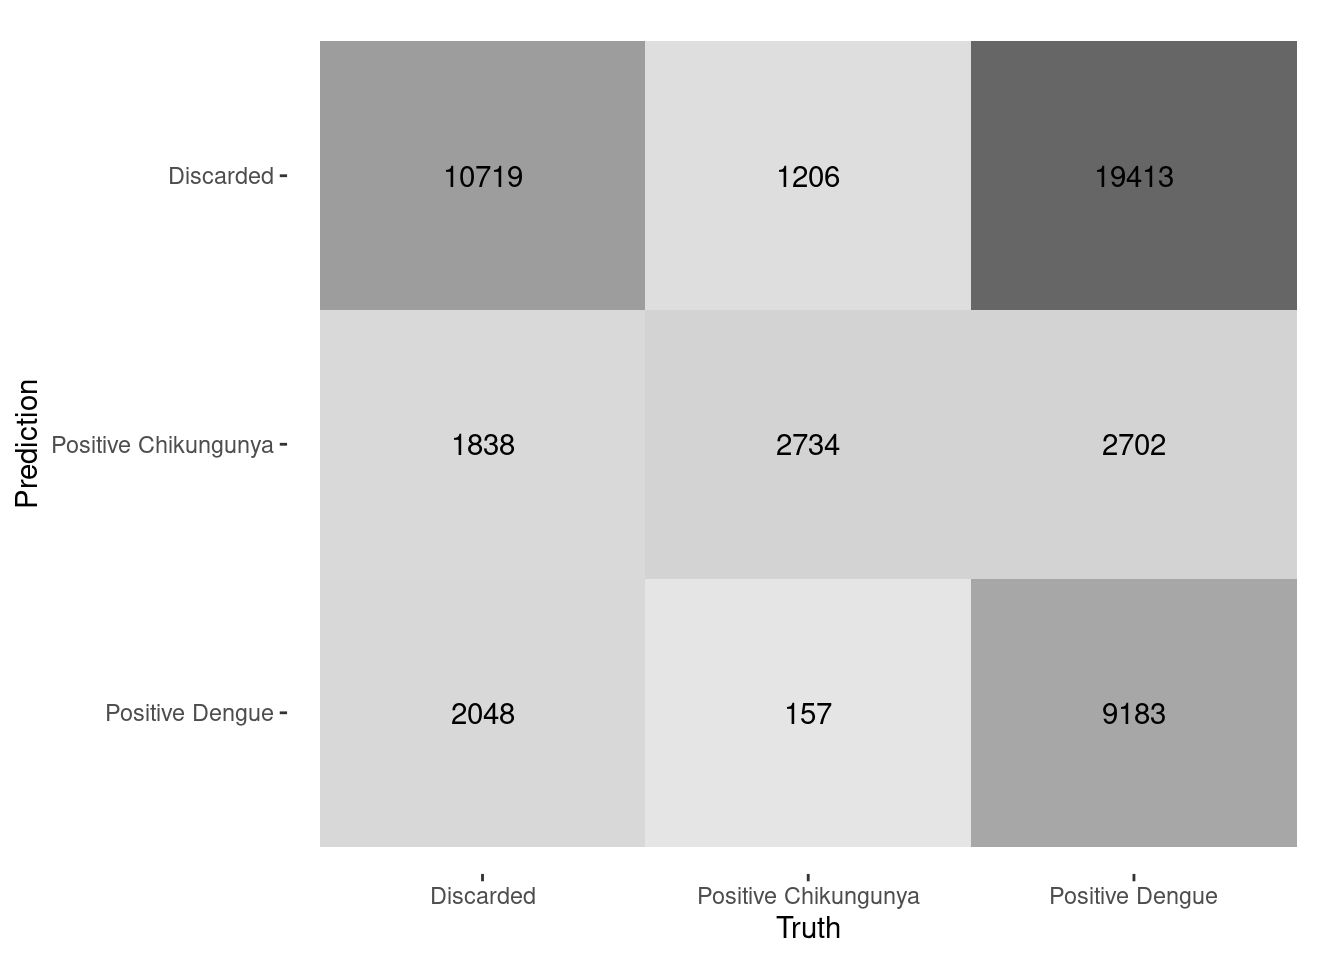 Prediction
Discarded
10719
1206
19413
Positive Chikungunya
1838
2734
2702
Positive Dengue
2048
157
9183
Discarded
Positive Chikungunya
Positive Dengue
Truth